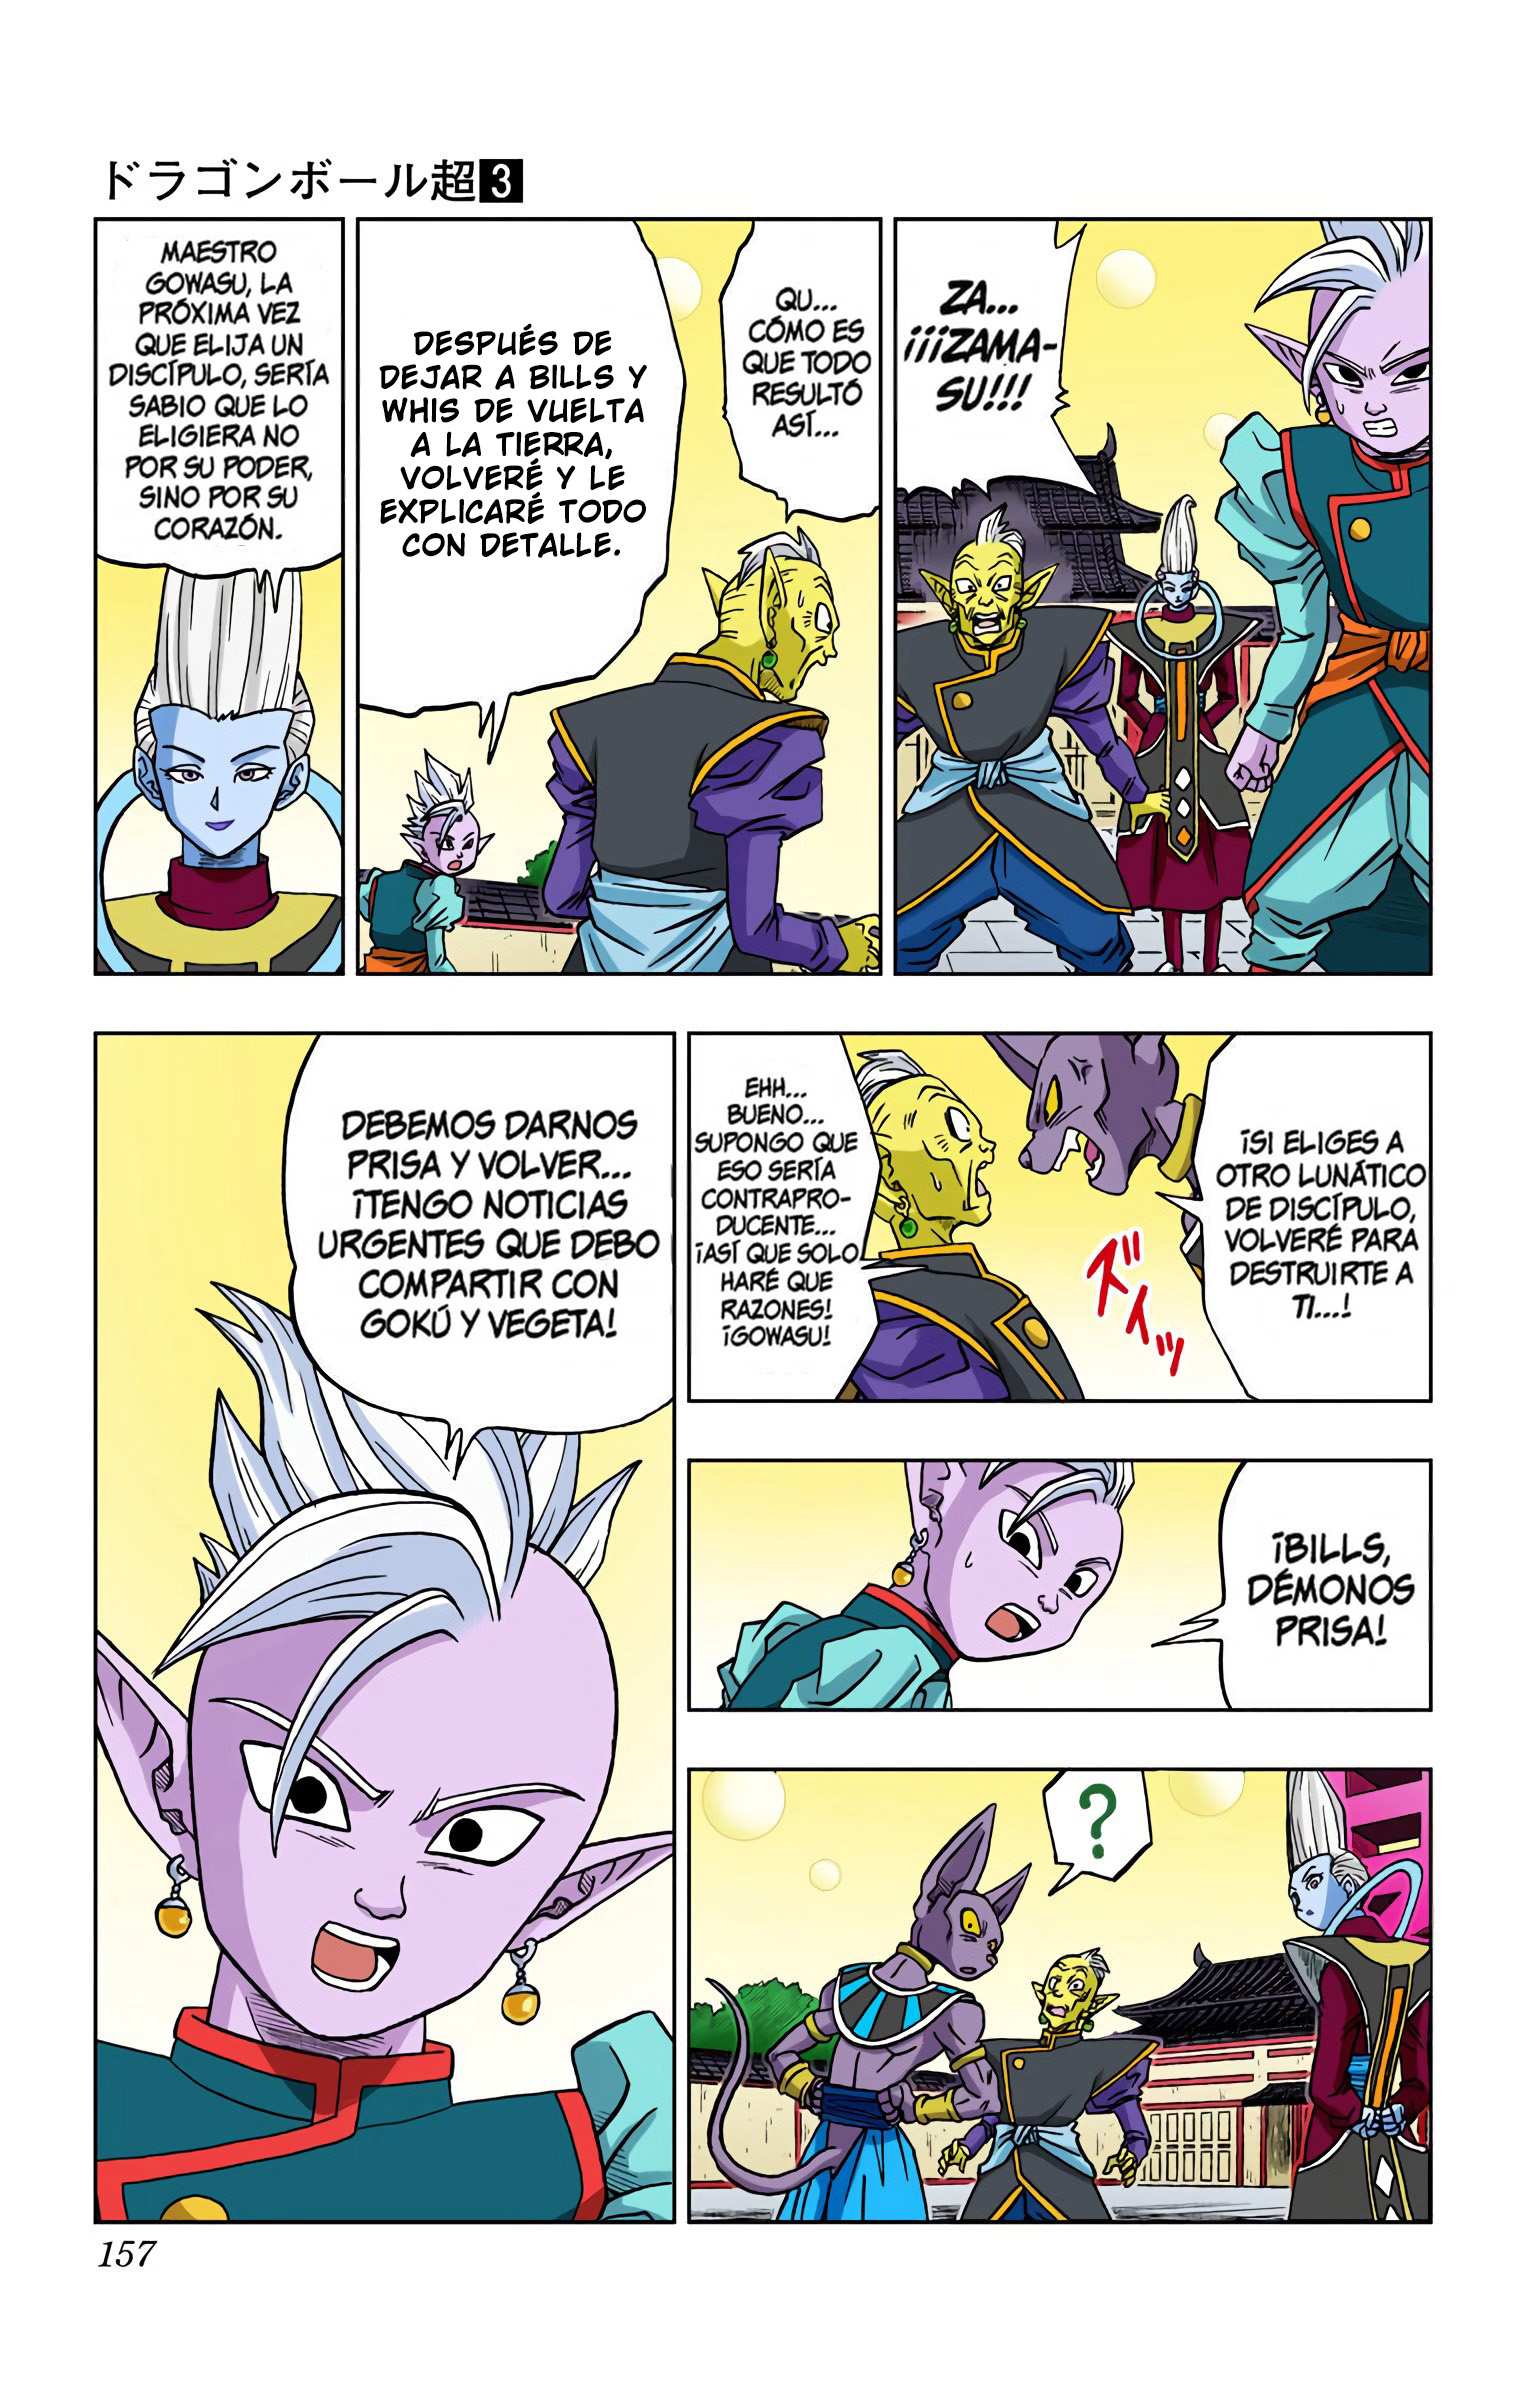 ドラゴンボール超3
ZA...
¡¡¡ZAMA-
SU!!!
QU...
CÓMO ES
QUE TODO
RESULTÓ
ASÍ...
DESPUÉS DE
DEJAR A BILLS Y
WHIS DE VUELTA
A LA TIERRA,
VOLVERÉ Y LE
EXPLICARÉ TODO
CON DETALLE.
MAESTRO
GOWASU, LA
PRÓXIMA VEZ
QUE ELIJA UN
DISCÍPULO, SERÍA
SABIO QUE LO
ELIGIERA NO
POR SU PODER,
SINO POR SU
CORAZÓN.
¡SI ELIGES A
OTRO LUNÁTICO
DE DISCÍPULO,
VOLVERÉ PARA
DESTRUIRTE A
TI...!
ズイッ
EHH...
BUENO...
SUPONGO QUE
ESO SERÍA
CONTRAPRO-
DUCENTE...
¡ASÍ QUE SOLO
HARÉ QUE
RAZONES!
¡GOWASU!
¡BILLS,
DÉMONOS
PRISA!
?
DEBEMOS DARNOS
PRISA Y VOLVER...
¡TENGO NOTICIAS
URGENTES QUE DEBO
COMPARTIR CON
GOKÚ Y VEGETA!
157